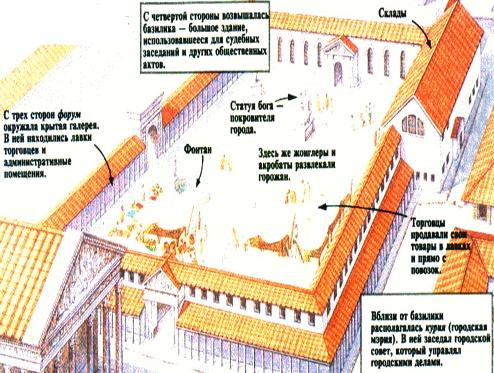 С четвертой стороны возвышалась
базилика — большое здание,
использовавшееся для судебных
заседаний и других общественных
актов.
Склады
С трех сторон форум
окружала крытая галерея.
В ней находились лавки
торговцев и
административные
помещения.
Статуя бога —
покровителя
города.
Фонтан
Здесь же жонглеры и
акробаты развлекали
горожан.
Торговцы
продавали свои
товары в лавках
и прямо с
повозок.
Вблизи от базилики
располагалась курия (городская
мэрия). В ней заседал городской
совет, который управлял
городскими делами.